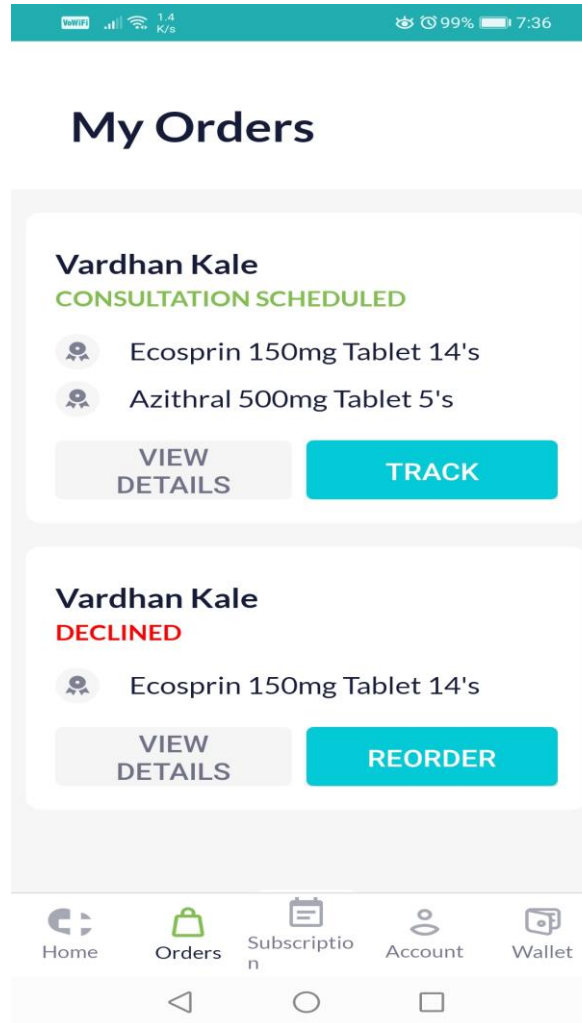 VoWiFi 1.4 K/s 99% 7:36
My Orders
Vardhan Kale
CONSULTATION SCHEDULED
Ecosprin 150mg Tablet 14's
Azithral 500mg Tablet 5's
VIEW
DETAILS
TRACK
Vardhan Kale
DECLINED
Ecosprin 150mg Tablet 14's
VIEW
DETAILS
REORDER
Home
Orders
Subscriptio
n
Account
Wallet